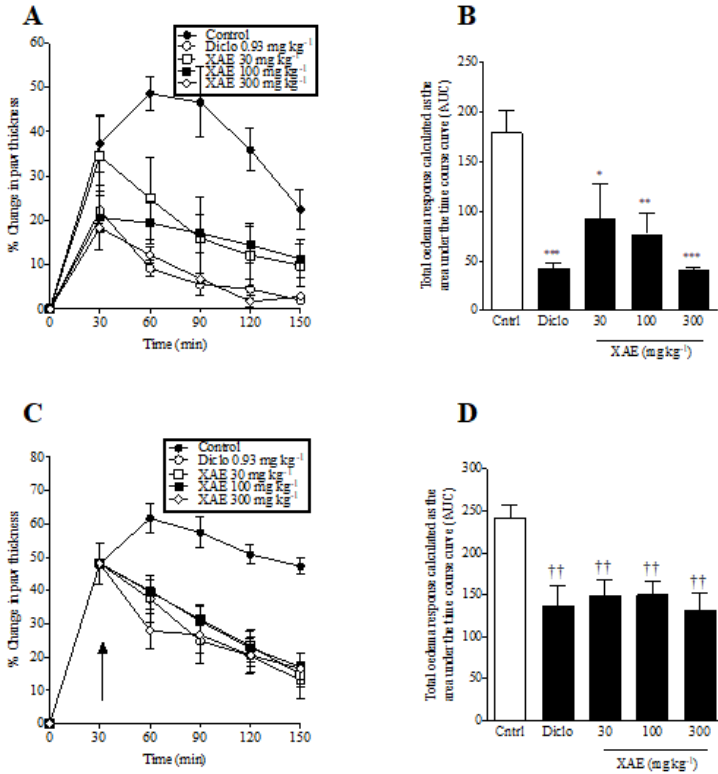 A
Control
Diclo 0.93 mg kg⁻¹
XAE 30 mg kg⁻¹
XAE 100 mg kg⁻¹
XAE 300 mg kg⁻¹
60
50
40
30
20
10
0
% Change in paw thickness
0 30 60 90 120 150
Time (min)
B
Total oedema response calculated as the
area under the time course curve (AUC)
250
200
150
100
50
0
*** * ** ***
Cntrl Diclo 30 100 300
XAE (mg kg⁻¹)
C
Control
Diclo 0.93 mg kg⁻¹
XAE 30 mg kg⁻¹
XAE 100 mg kg⁻¹
XAE 300 mg kg⁻¹
80
70
60
50
40
30
20
10
0
% Change in paw thickness
0 30 60 90 120 150
Time (min)
D
Total oedema response calculated as the
area under the time course curve (AUC)
300
250
200
150
100
50
0
†† †† †† ††
Cntrl Diclo 30 100 300
XAE (mg kg⁻¹)